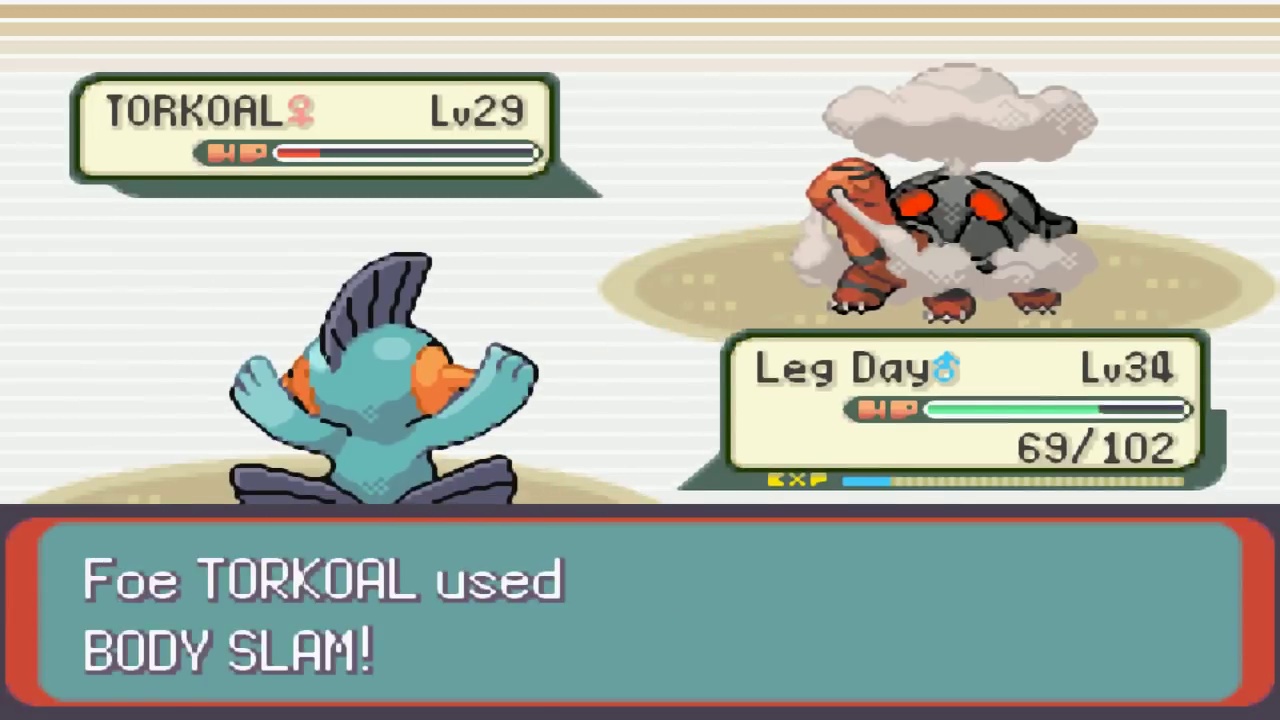 TORKOAL♀ Lv29
HP
Leg Day♂ Lv34
HP
69/102
EXP
Foe TORKOAL used
BODY SLAM!